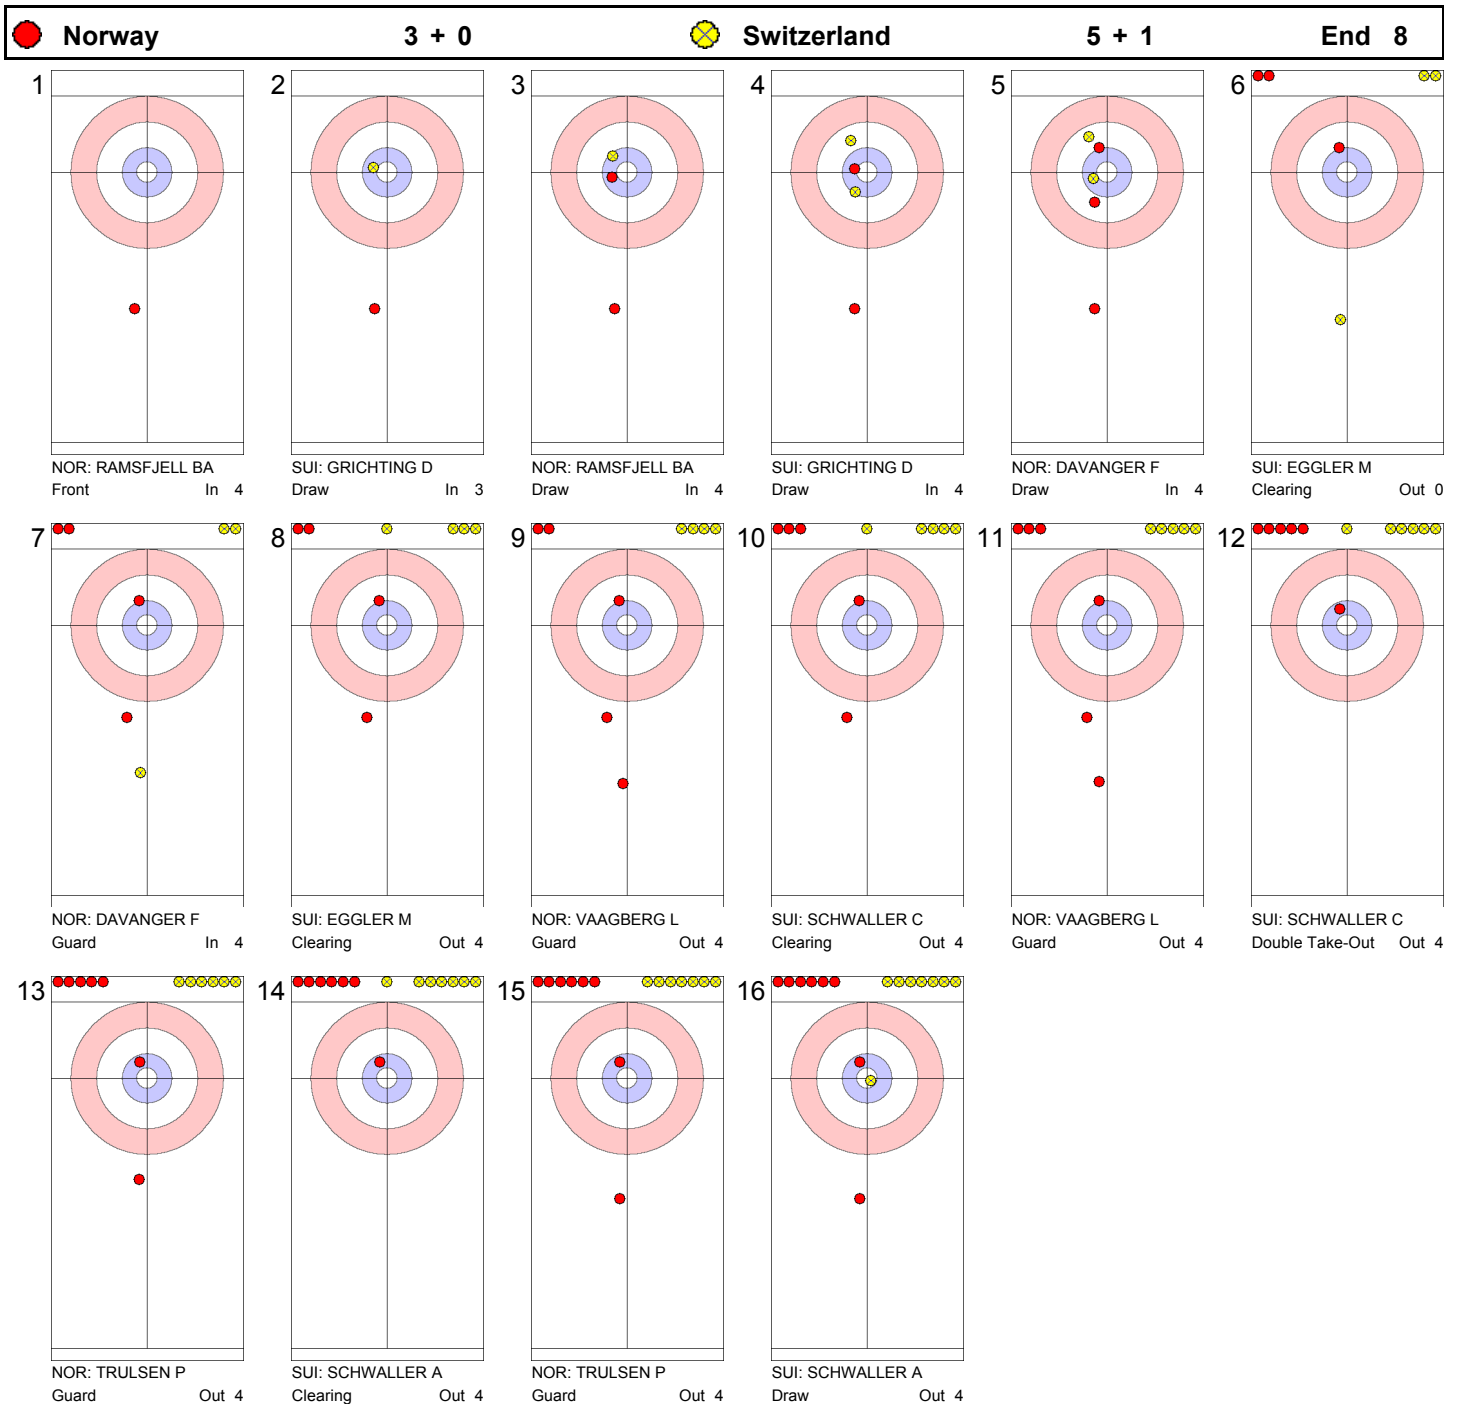 Norway 3 + 0 Switzerland 5 + 1 End 8
1 2 3 4 5 6
NOR: RAMSFJELL BA SUI: GRICHTING D NOR: RAMSFJELL BA SUI: GRICHTING D NOR: DAVANGER F SUI: EGGLER M
Front In 4 Draw In 3 Draw In 4 Draw In 4 Draw In 4 Clearing Out 0
7 8 9 10 11 12
NOR: DAVANGER F SUI: EGGLER M NOR: VAAGBERG L SUI: SCHWALLER C NOR: VAAGBERG L SUI: SCHWALLER C
Guard In 4 Clearing Out 4 Guard Out 4 Clearing Out 4 Guard Out 4 Double Take-Out Out 4
13 14 15 16
NOR: TRULSEN P SUI: SCHWALLER A NOR: TRULSEN P SUI: SCHWALLER A
Guard Out 4 Clearing Out 4 Guard Out 4 Draw Out 4